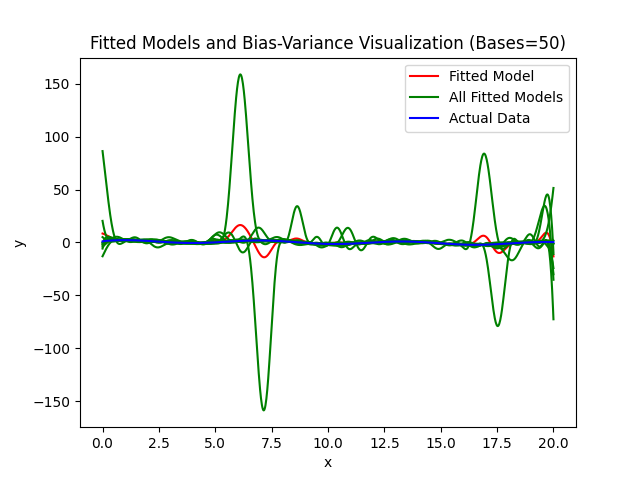 Fitted Models and Bias-Variance Visualization (Bases=50)
Fitted Model
All Fitted Models
Actual Data
y
150
100
50
0
−50
−100
−150
0.0 2.5 5.0 7.5 10.0 12.5 15.0 17.5 20.0
x